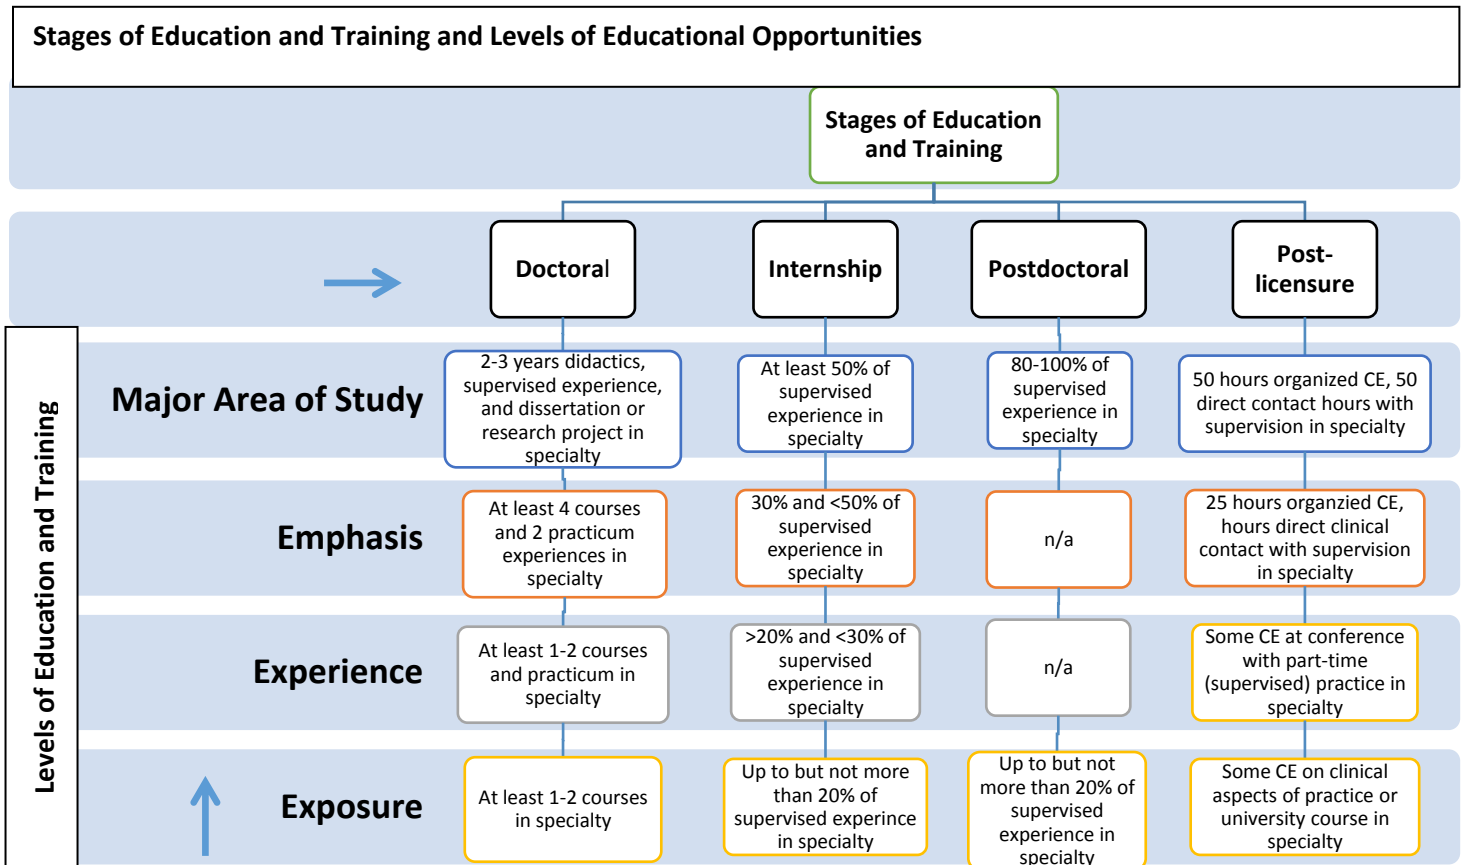 Stages of Education and Training and Levels of Educational Opportunities
Stages of Education
and Training
Doctoral
Internship
Postdoctoral
Post-
licensure
Levels of Education and Training
Major Area of Study
2-3 years didactics,
supervised experience,
and dissertation or
research project in
specialty
At least 50% of
supervised
experience in
specialty
80-100% of
supervised
experience in
specialty
50 hours organized CE, 50
direct contact hours with
supervision in specialty
Emphasis
At least 4 courses
and 2 practicum
experiences in
specialty
30% and <50% of
supervised
experience in
specialty
n/a
25 hours organzied CE,
hours direct clinical
contact with supervision
in specialty
Experience
At least 1-2 courses
and practicum in
specialty
>20% and <30% of
supervised
experience in
specialty
n/a
Some CE at conference
with part-time
(supervised) practice in
specialty
Exposure
At least 1-2 courses
in specialty
Up to but not more
than 20% of
supervised experince
in specialty
Up to but not
more than 20% of
supervised
experience in
specialty
Some CE on clinical
aspects of practice or
university course in
specialty